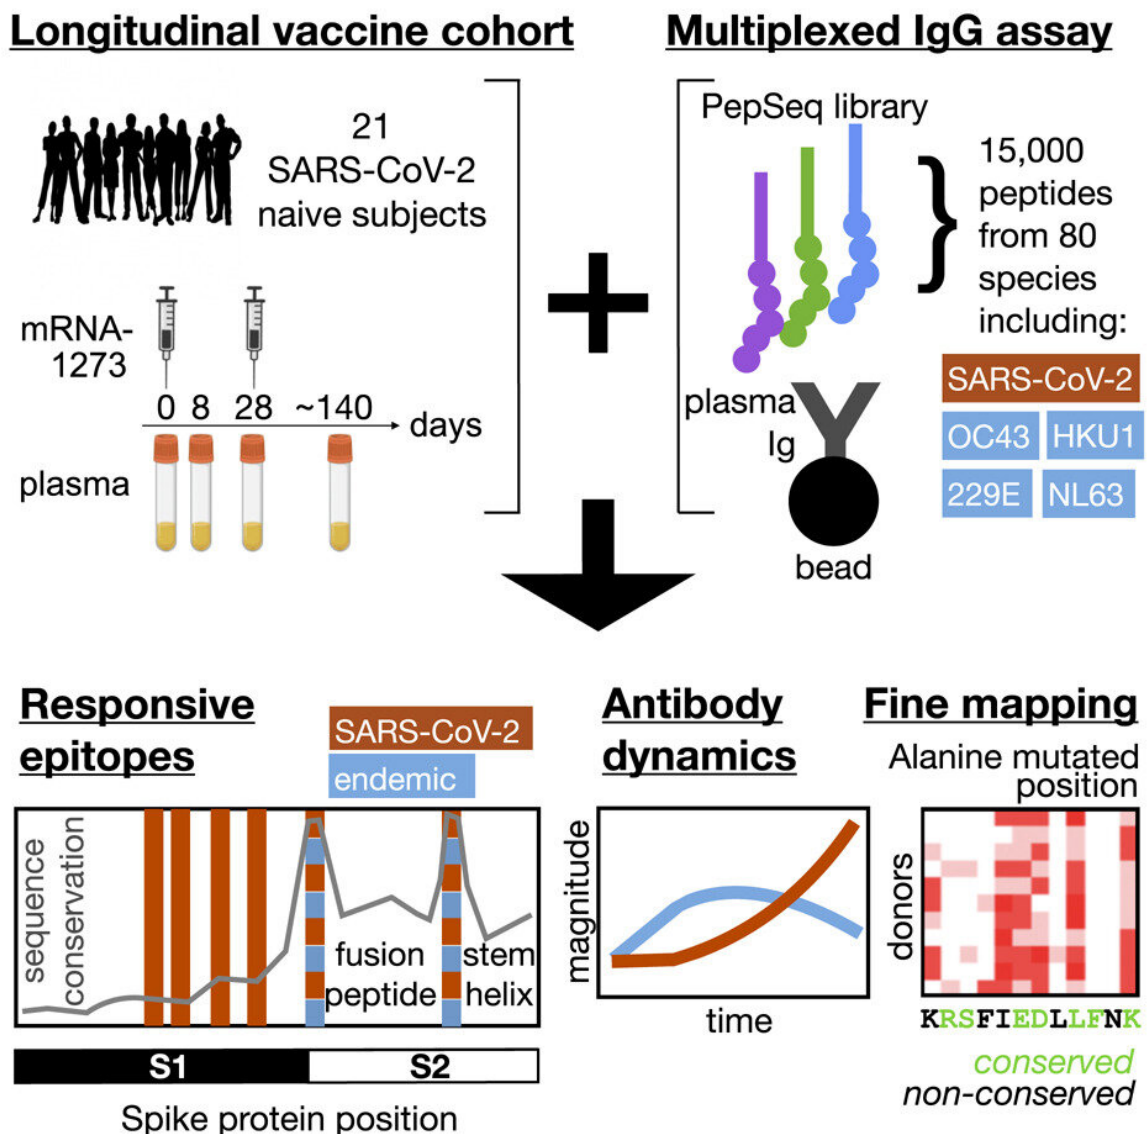 Longitudinal vaccine cohort
21
SARS-CoV-2
naive subjects
mRNA-
1273
0 8 28 ~140
days
plasma
Multiplexed IgG assay
PepSeq library
15,000
peptides
from 80
species
including:
SARS-CoV-2
OC43 HKU1
229E NL63
plasma
Ig
bead
Responsive
epitopes
SARS-CoV-2
endemic
sequence
conservation
fusion
peptide
stem
helix
S1 S2
Spike protein position
Antibody
dynamics
magnitude
time
Fine mapping
Alanine mutated
position
donors
KRSFIEDLLFNK
conserved
non-conserved